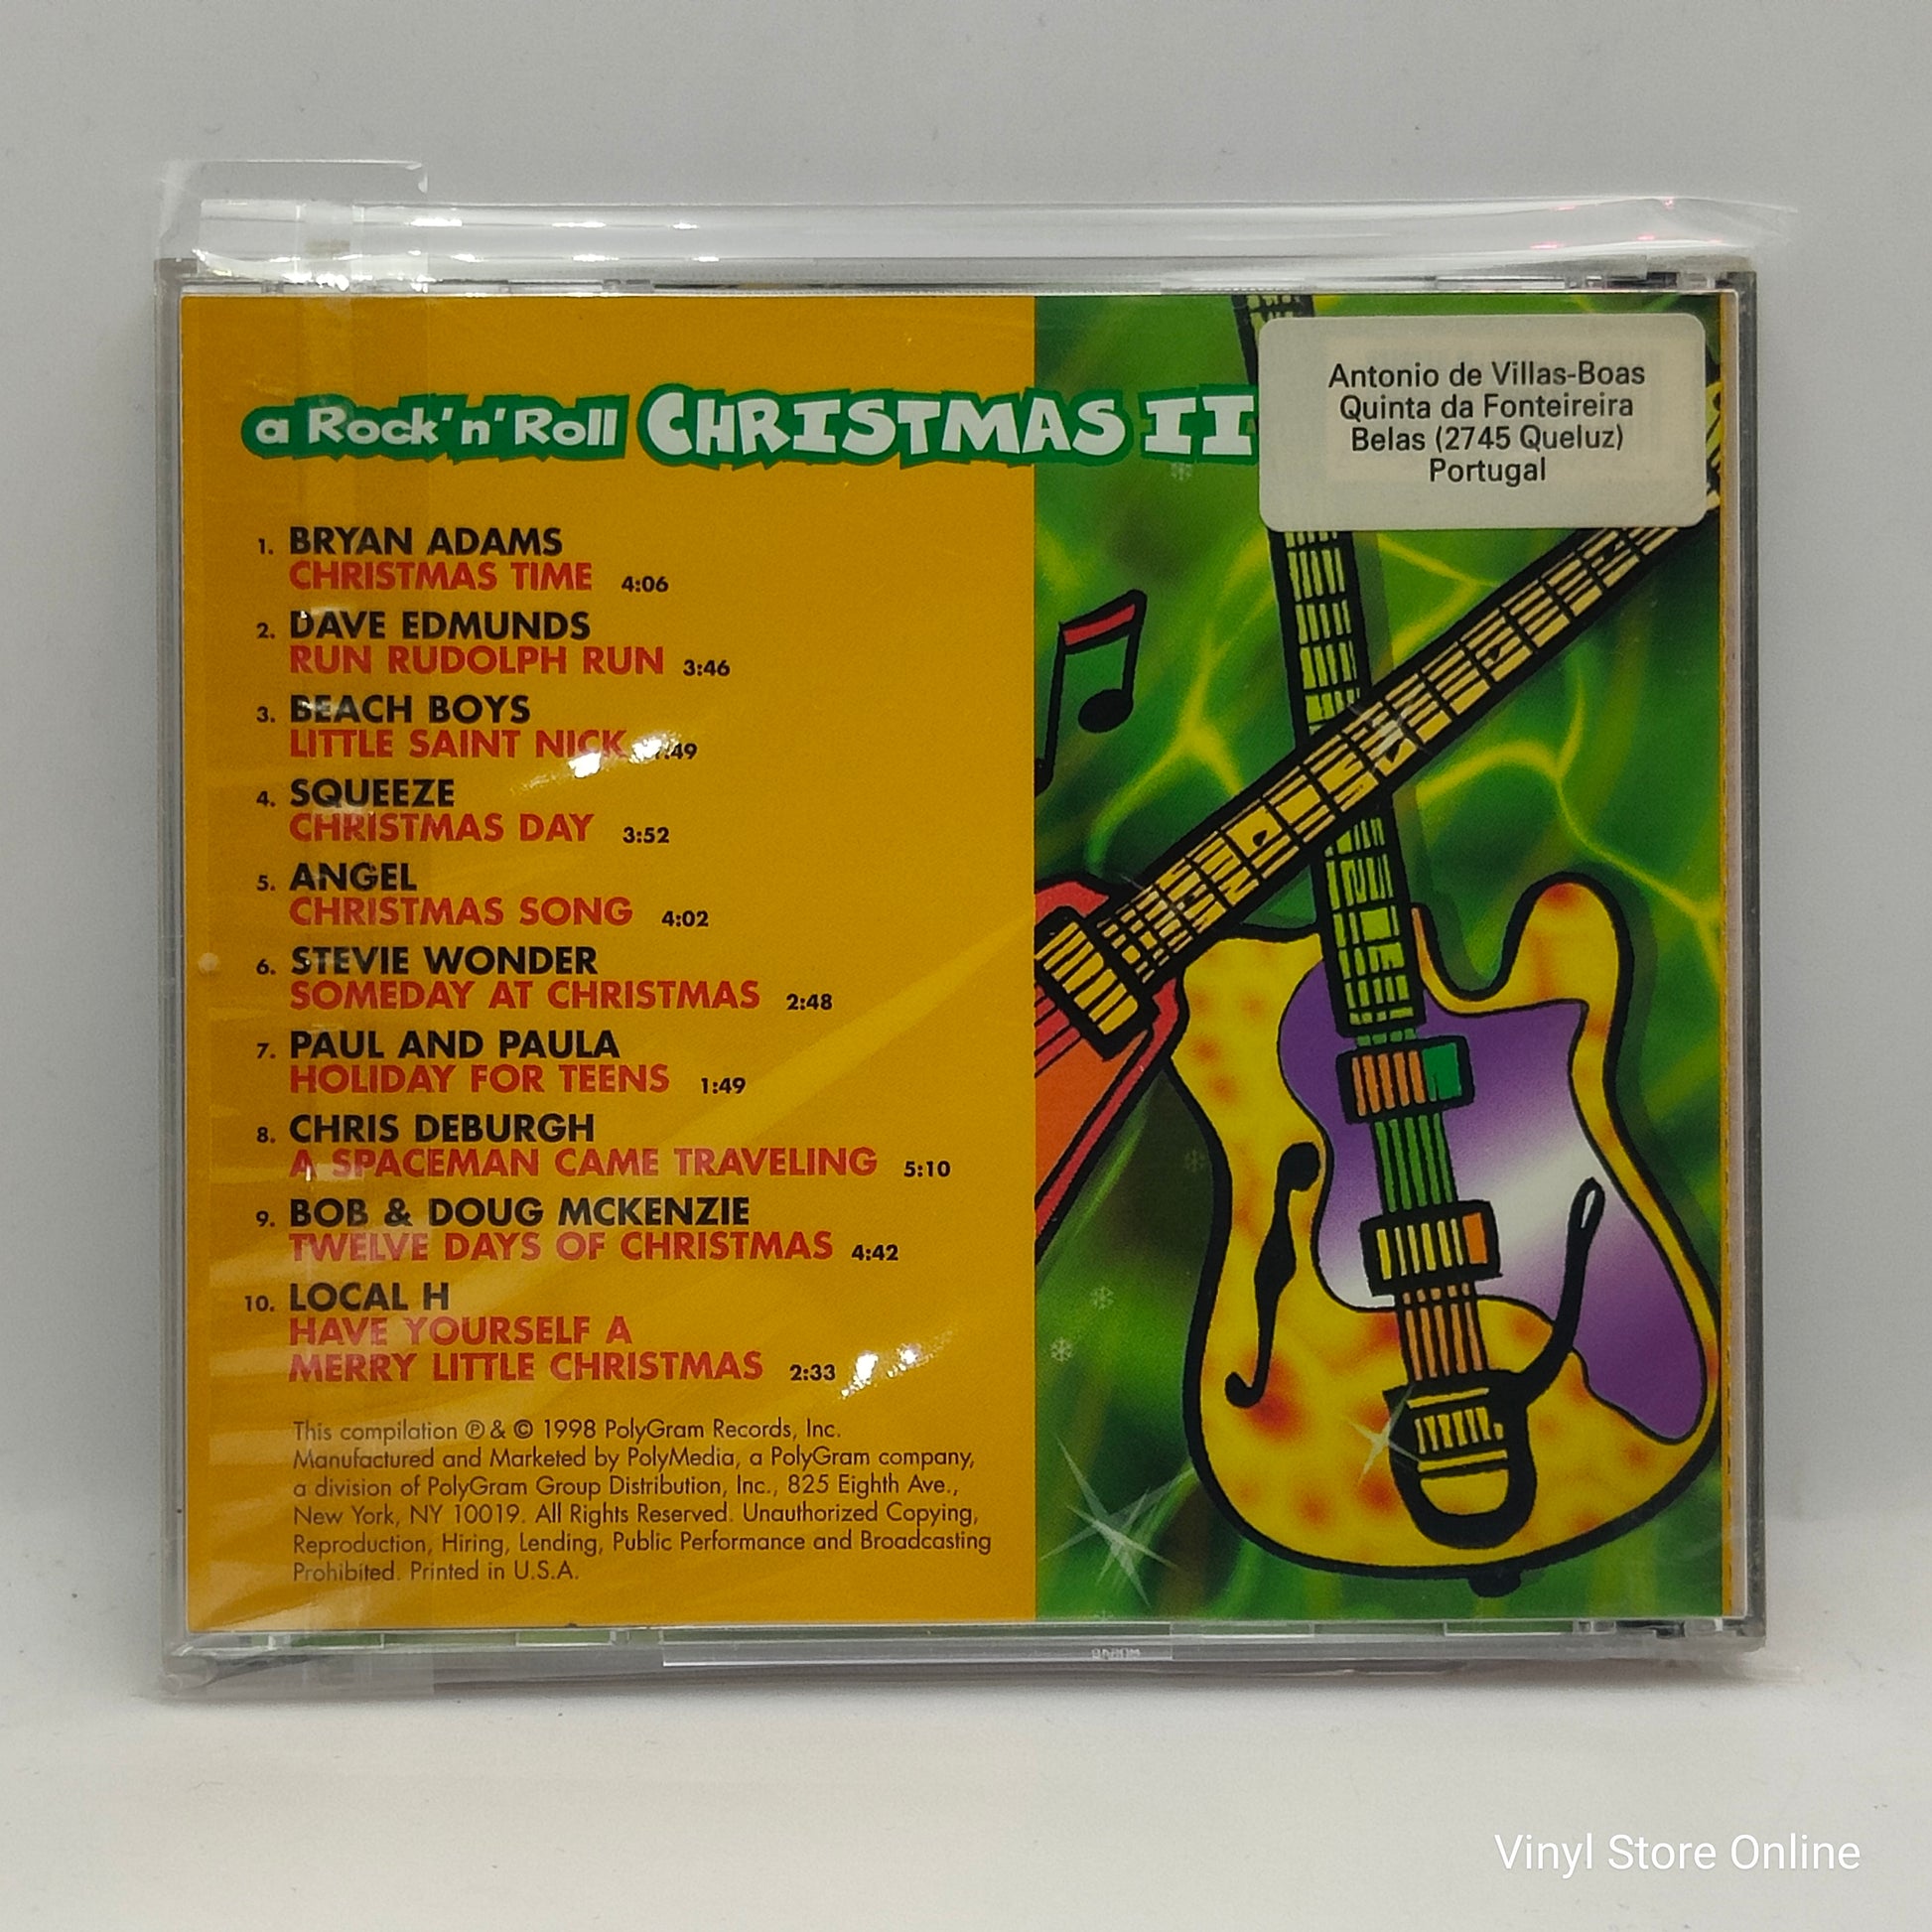 a Rock'n'Roll CHRISTMAS II
Antonio de Villas-Boas
Quinta da Fonteireira
Belas (2745 Queluz)
Portugal
1. BRYAN ADAMS
CHRISTMAS TIME 4:06
2. DAVE EDMUNDS
RUN RUDOLPH RUN 3:46
3. BEACH BOYS
LITTLE SAINT NICK
4. SQUEEZE
CHRISTMAS DAY 3:52
5. ANGEL
CHRISTMAS SONG 4:02
6. STEVIE WONDER
SOMEDAY AT CHRISTMAS 2:48
7. PAUL AND PAULA
HOLIDAY FOR TEENS 1:49
8. CHRIS DEBURGH
A SPACEMAN CAME TRAVELING 5:10
9. BOB & DOUG MCKENZIE
TWELVE DAYS OF CHRISTMAS 4:42
10. LOCAL H
HAVE YOURSELF A
MERRY LITTLE CHRISTMAS 2:33
This compilation ℗ & © 1998 PolyGram Records, Inc.
Manufactured and Marketed by PolyMedia, a PolyGram company,
a division of PolyGram Group Distribution, Inc., 825 Eighth Ave.,
New York, NY 10019. All Rights Reserved. Unauthorized Copying,
Reproduction, Hiring, Lending, Public Performance and Broadcasting
Prohibited. Printed in U.S.A.
Vinyl Store Online